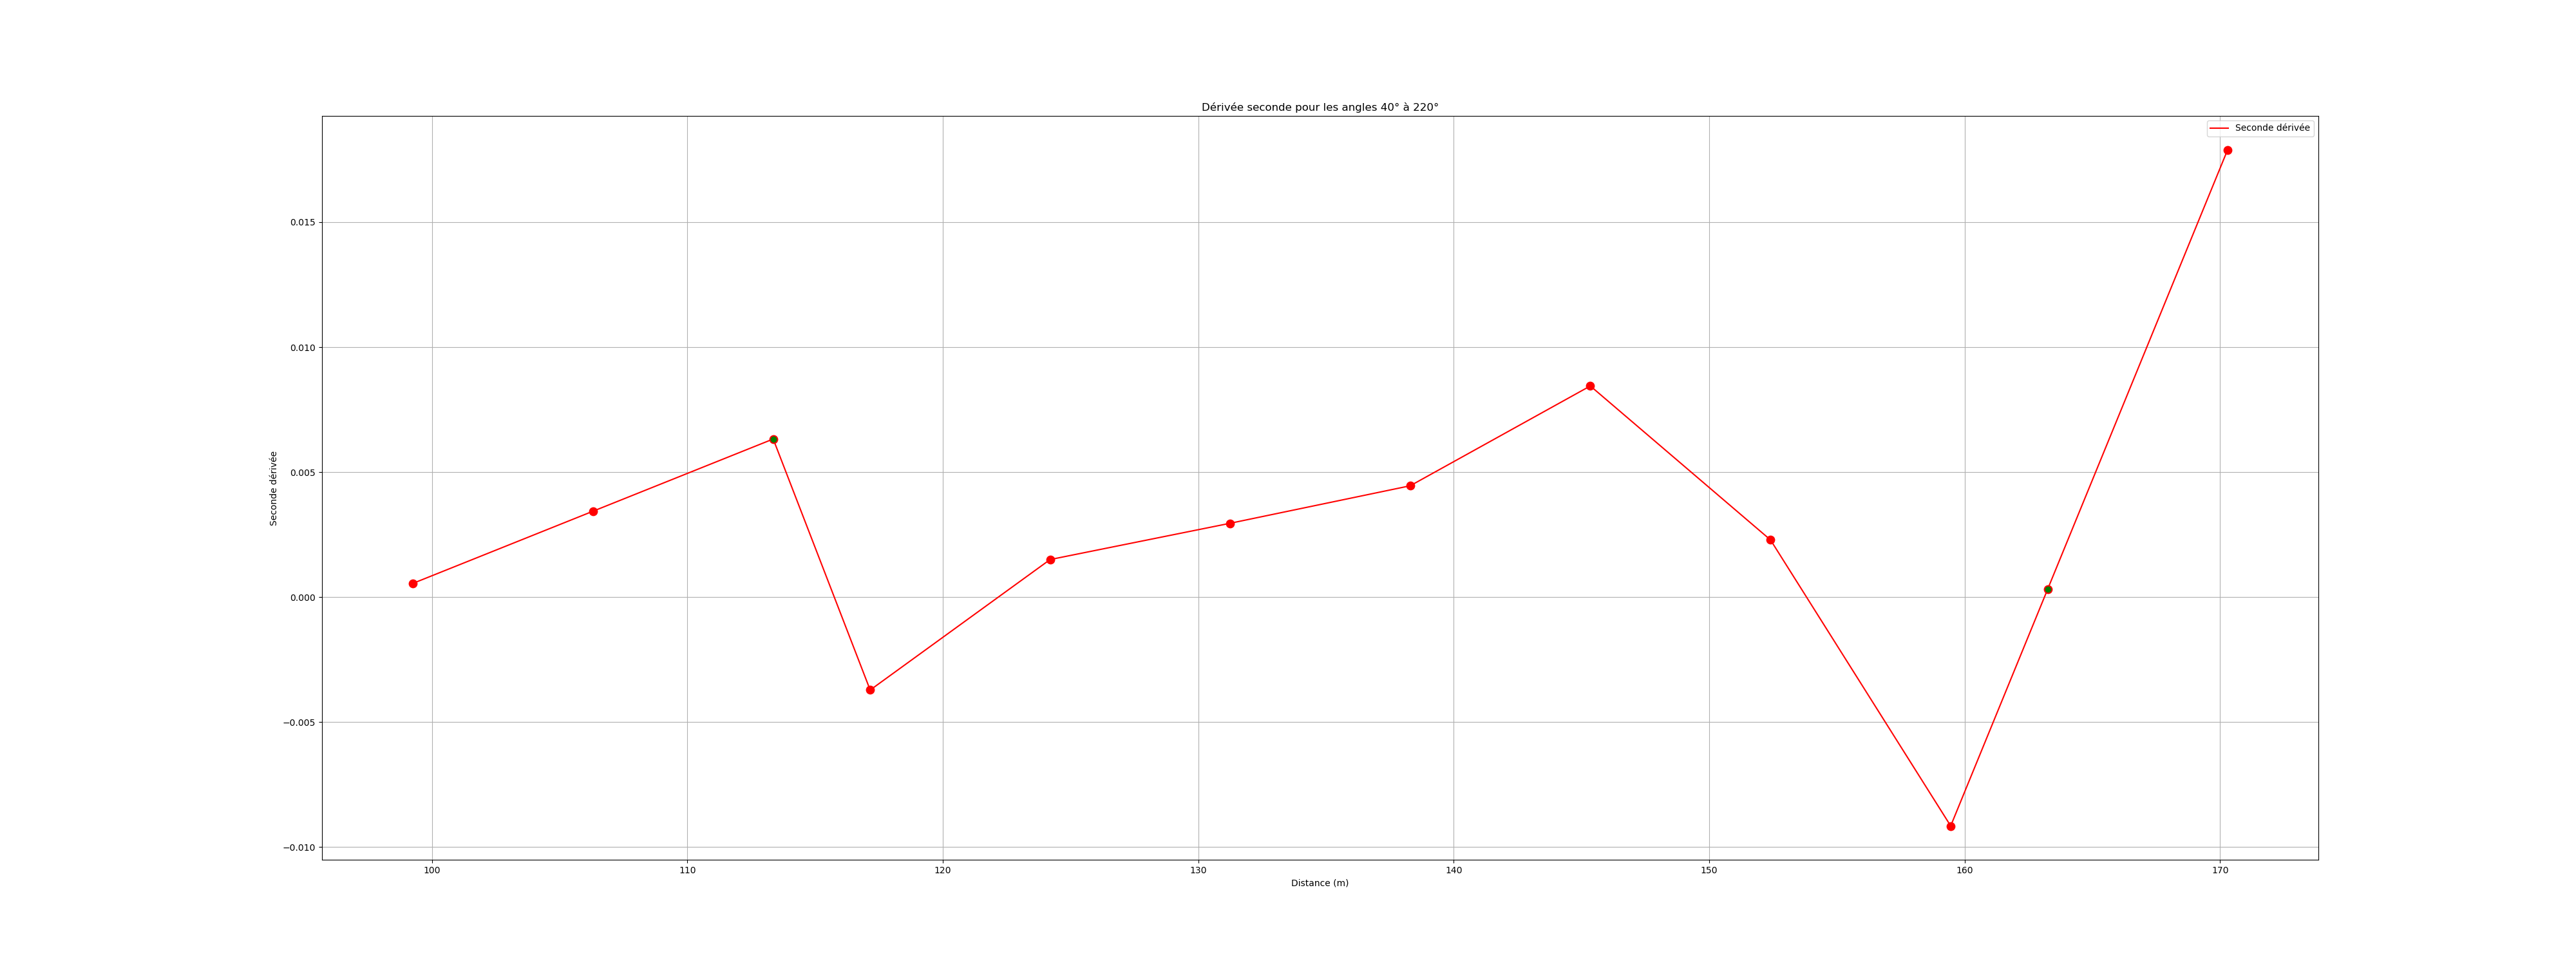 Dérivée seconde pour les angles 40° à 220°
Seconde dérivée
0.015
0.010
0.005
0.000
−0.005
−0.010
Seconde dérivée
100 110 120 130 140 150 160 170
Distance (m)